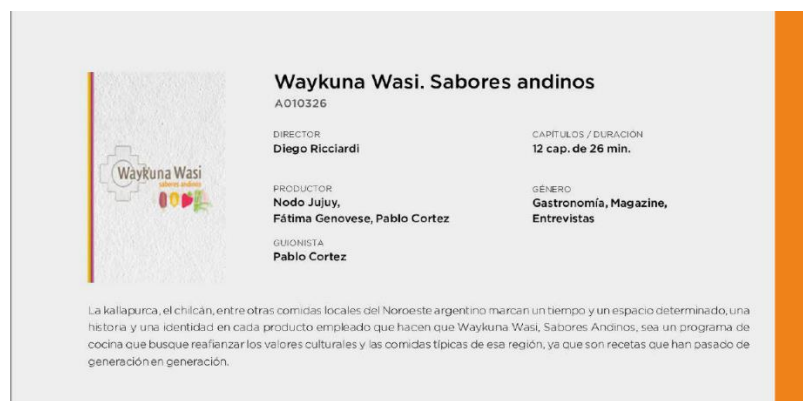 Waykuna Wasi. Sabores andinos
A010326
DIRECTOR
Diego Ricciardi
CAPÍTULOS / DURACIÓN
12 cap. de 26 min.
PRODUCTOR
Nodo Jujuy,
Fátima Genovese, Pablo Cortez
GÉNERO
Gastronomía, Magazine,
Entrevistas
GUIONISTA
Pablo Cortez
Waykuna Wasi
sabores andinos
La kallapurca, el chilcán, entre otras comidas locales del Noroeste argentino marcan un tiempo y un espacio determinado, una
historia y una identidad en cada producto empleado que hacen que Waykuna Wasi, Sabores Andinos, sea un programa de
cocina que busque reafianzar los valores culturales y las comidas típicas de esa región, ya que son recetas que han pasado de
generación en generación.